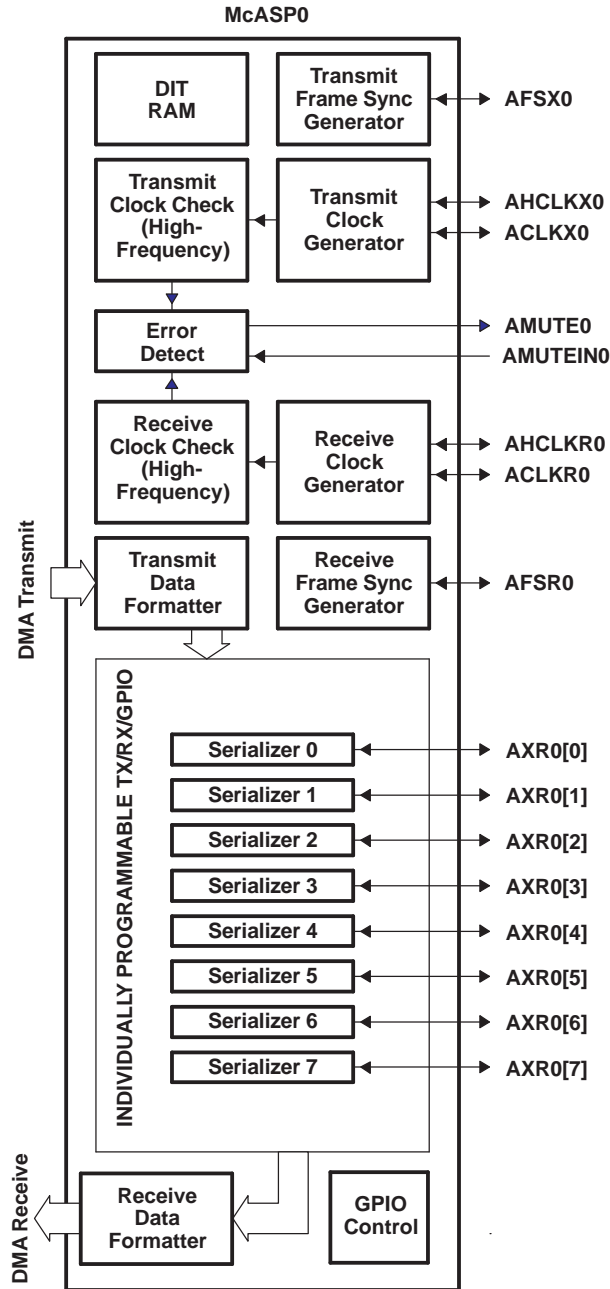 McASP0
DIT
RAM
Transmit
Frame Sync
Generator
AFSX0
Transmit
Clock Check
(High-
Frequency)
Transmit
Clock
Generator
AHCLKX0
ACLKX0
Error
Detect
AMUTE0
AMUTEIN0
Receive
Clock Check
(High-
Frequency)
Receive
Clock
Generator
AHCLKR0
ACLKR0
DMA Transmit
Transmit
Data
Formatter
Receive
Frame Sync
Generator
AFSR0
INDIVIDUALLY PROGRAMMABLE TX/RX/GPIO
Serializer 0
AXR0[0]
Serializer 1
AXR0[1]
Serializer 2
AXR0[2]
Serializer 3
AXR0[3]
Serializer 4
AXR0[4]
Serializer 5
AXR0[5]
Serializer 6
AXR0[6]
Serializer 7
AXR0[7]
DMA Receive
Receive
Data
Formatter
GPIO
Control